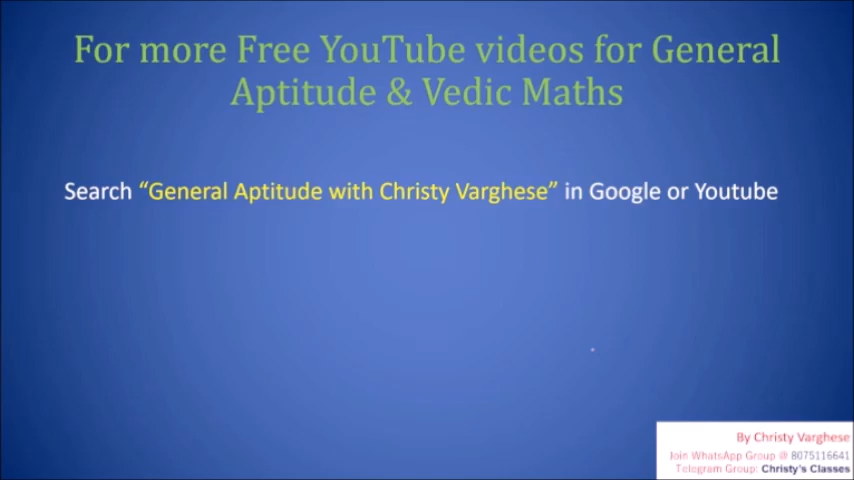 For more Free YouTube videos for General
Aptitude & Vedic Maths
Search “General Aptitude with Christy Varghese” in Google or Youtube
By Christy Varghese
Join WhatsApp Group @ 8075116641
Telegram Group: Christy's Classes